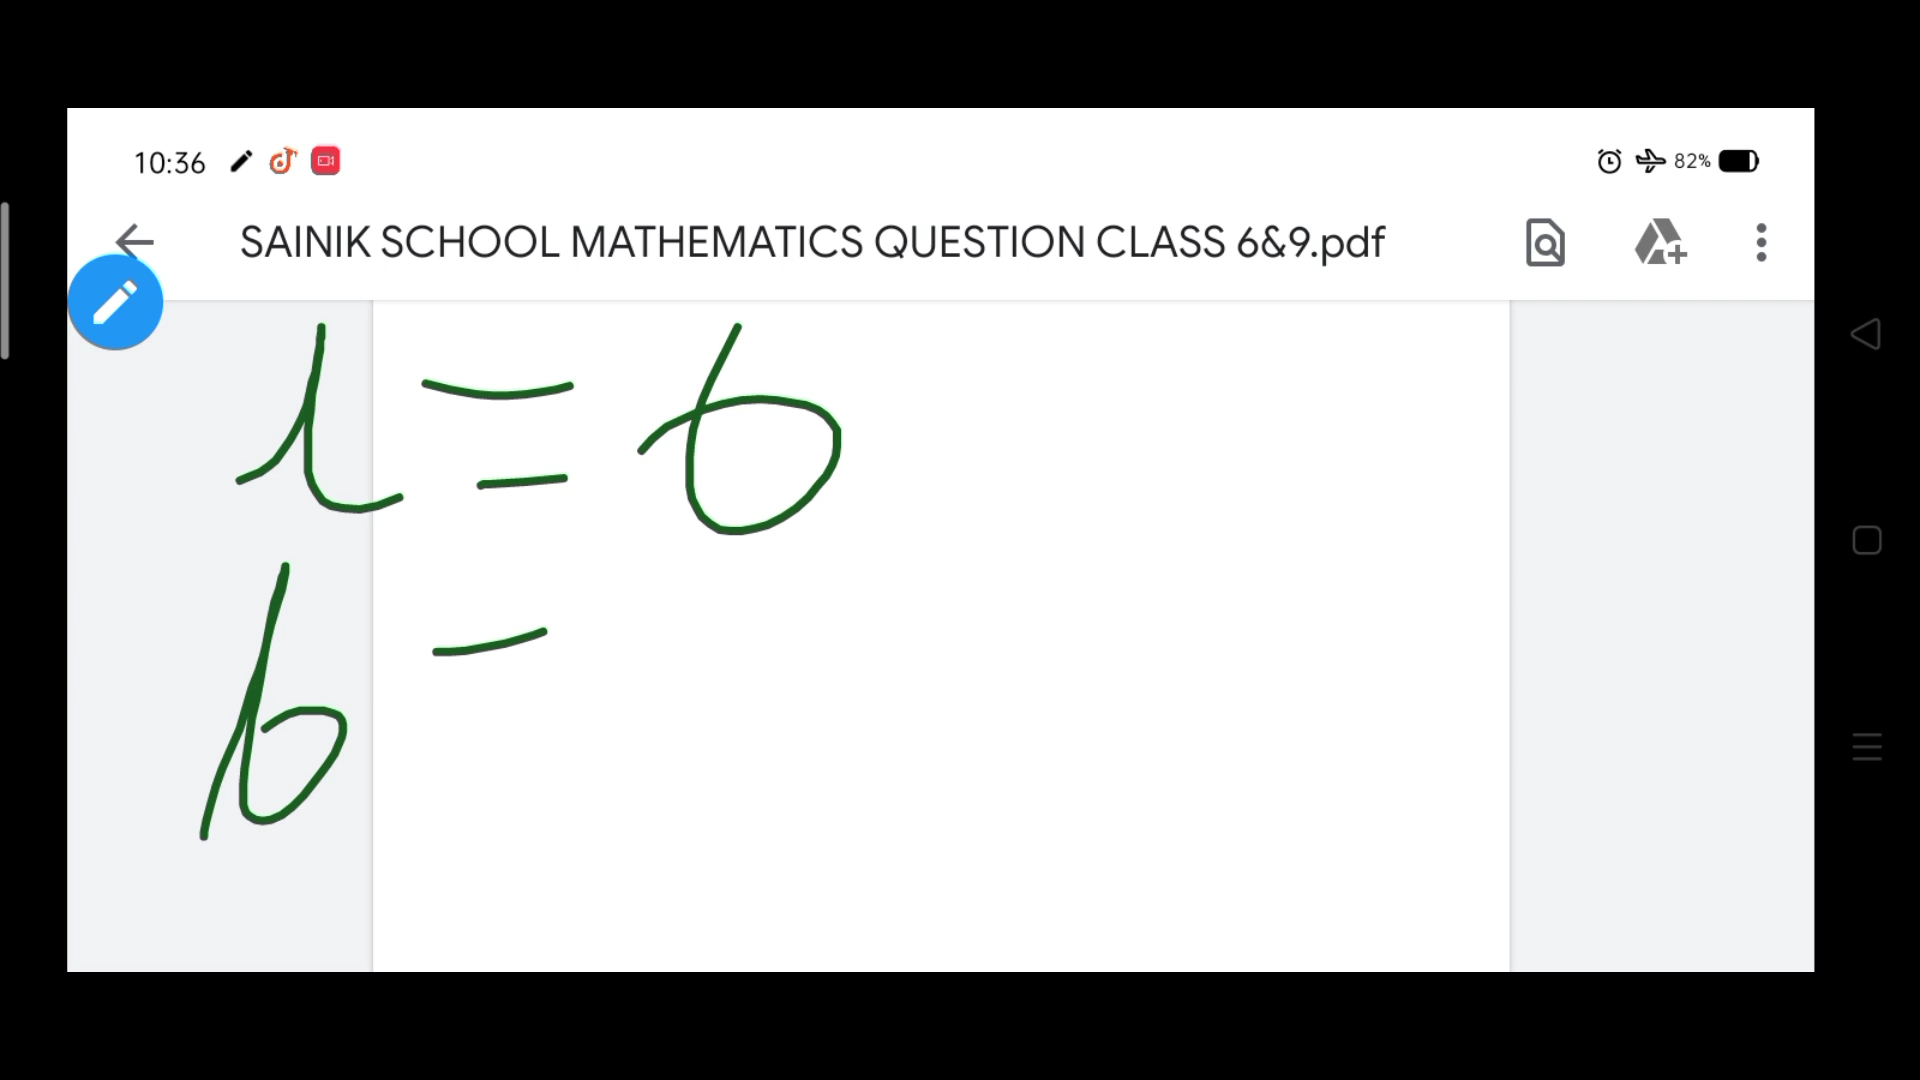 10:36 82%
SAINIK SCHOOL MATHEMATICS QUESTION CLASS 6&9.pdf
l = 6
b -